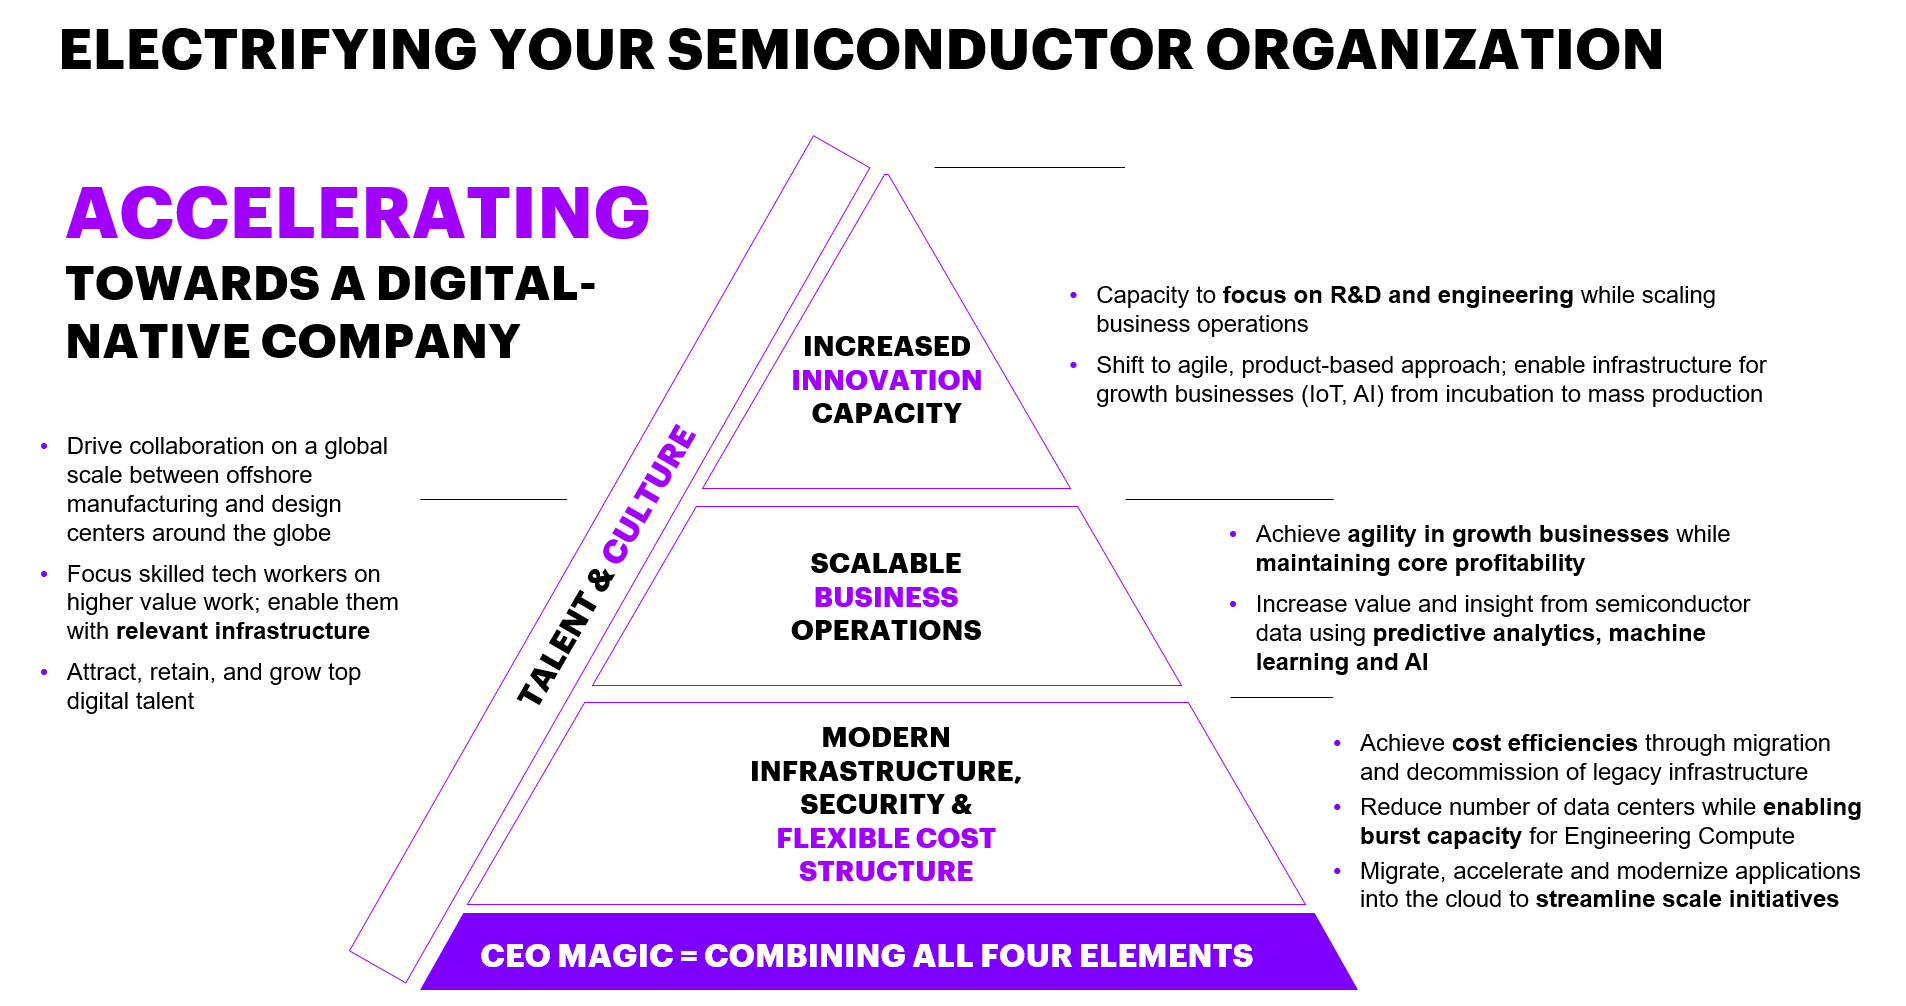 ELECTRIFYING YOUR SEMICONDUCTOR ORGANIZATION
ACCELERATING
TOWARDS A DIGITAL-
NATIVE COMPANY
• Drive collaboration on a global
scale between offshore
manufacturing and design
centers around the globe
• Focus skilled tech workers on
higher value work; enable them
with relevant infrastructure
• Attract, retain, and grow top
digital talent
TALENT & CULTURE
INCREASED
INNOVATION
CAPACITY
• Capacity to focus on R&D and engineering while scaling
business operations
• Shift to agile, product-based approach; enable infrastructure for
growth businesses (IoT, AI) from incubation to mass production
SCALABLE
BUSINESS
OPERATIONS
• Achieve agility in growth businesses while
maintaining core profitability
• Increase value and insight from semiconductor
data using predictive analytics, machine
learning and AI
MODERN
INFRASTRUCTURE,
SECURITY &
FLEXIBLE COST
STRUCTURE
• Achieve cost efficiencies through migration
and decommission of legacy infrastructure
• Reduce number of data centers while enabling
burst capacity for Engineering Compute
• Migrate, accelerate and modernize applications
into the cloud to streamline scale initiatives
CEO MAGIC = COMBINING ALL FOUR ELEMENTS